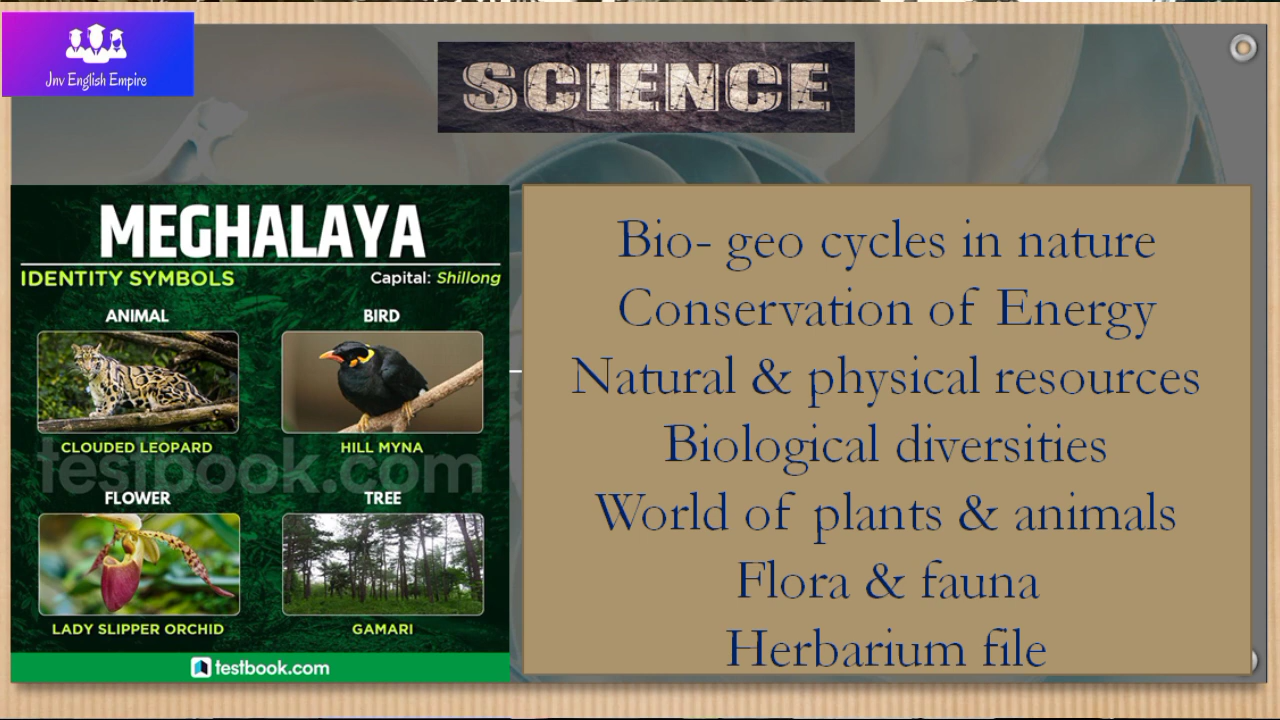 Jnv English Empire
SCIENCE
MEGHALAYA
IDENTITY SYMBOLS
Capital: Shillong
ANIMAL
BIRD
CLOUDED LEOPARD
HILL MYNA
testbook.com
FLOWER
TREE
LADY SLIPPER ORCHID
GAMARI
testbook.com
Bio- geo cycles in nature
Conservation of Energy
Natural & physical resources
Biological diversities
World of plants & animals
Flora & fauna
Herbarium file